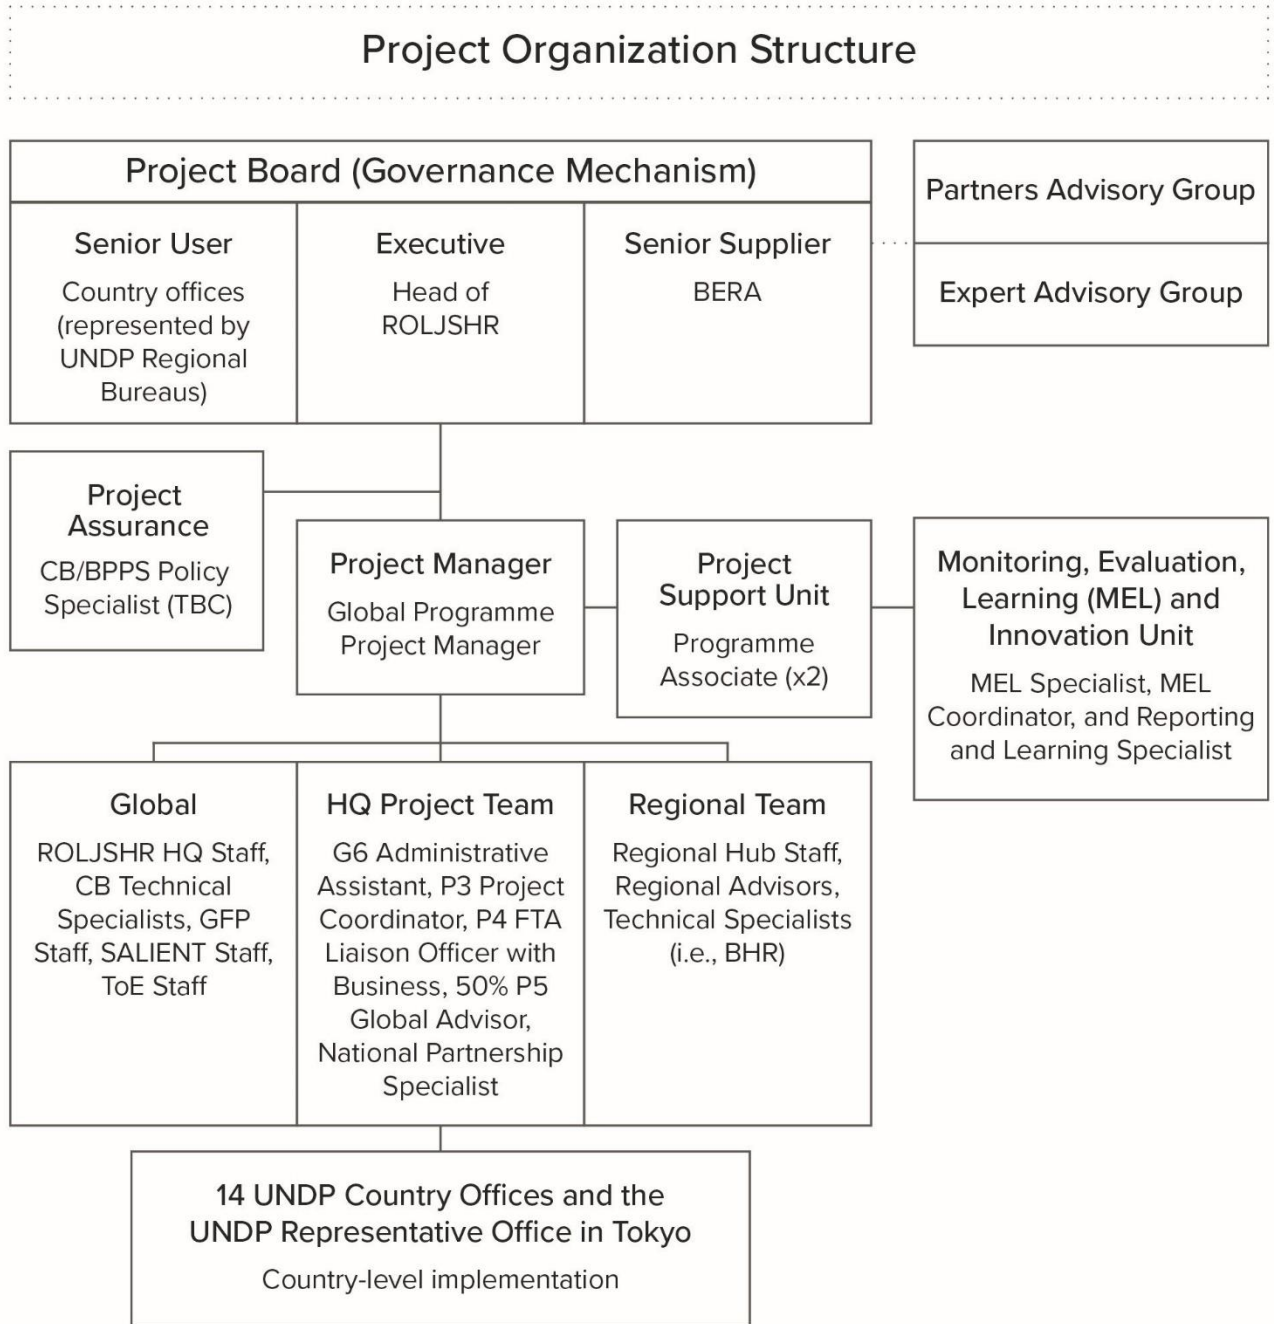 Project Organization Structure
Project Board (Governance Mechanism)
Senior User
Country offices
(represented by
UNDP Regional
Bureaus)
Executive
Head of
ROLJSHR
Senior Supplier
BERA
Partners Advisory Group
Expert Advisory Group
Project
Assurance
CB/BPPS Policy
Specialist (TBC)
Project Manager
Global Programme
Project Manager
Project
Support Unit
Programme
Associate (x2)
Monitoring, Evaluation,
Learning (MEL) and
Innovation Unit
MEL Specialist, MEL
Coordinator, and Reporting
and Learning Specialist
Global
ROLJSHR HQ Staff,
CB Technical
Specialists, GFP
Staff, SALIENT Staff,
ToE Staff
HQ Project Team
G6 Administrative
Assistant, P3 Project
Coordinator, P4 FTA
Liaison Officer with
Business, 50% P5
Global Advisor,
National Partnership
Specialist
Regional Team
Regional Hub Staff,
Regional Advisors,
Technical Specialists
(i.e., BHR)
14 UNDP Country Offices and the
UNDP Representative Office in Tokyo
Country-level implementation